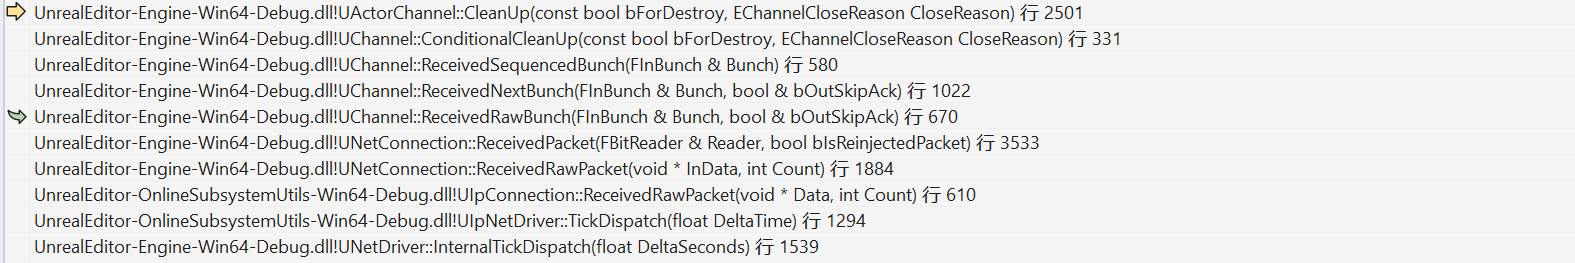 UnrealEditor-Engine-Win64-Debug.dll!UActorChannel::CleanUp(const bool bForDestroy, EChannelCloseReason CloseReason) 行 2501
UnrealEditor-Engine-Win64-Debug.dll!UChannel::ConditionalCleanUp(const bool bForDestroy, EChannelCloseReason CloseReason) 行 331
UnrealEditor-Engine-Win64-Debug.dll!UChannel::ReceivedSequencedBunch(FInBunch & Bunch) 行 580
UnrealEditor-Engine-Win64-Debug.dll!UChannel::ReceivedNextBunch(FInBunch & Bunch, bool & bOutSkipAck) 行 1022
UnrealEditor-Engine-Win64-Debug.dll!UChannel::ReceivedRawBunch(FInBunch & Bunch, bool & bOutSkipAck) 行 670
UnrealEditor-Engine-Win64-Debug.dll!UNetConnection::ReceivedPacket(FBitReader & Reader, bool bIsReinjectedPacket) 行 3533
UnrealEditor-Engine-Win64-Debug.dll!UNetConnection::ReceivedRawPacket(void * InData, int Count) 行 1884
UnrealEditor-OnlineSubsystemUtils-Win64-Debug.dll!UIpConnection::ReceivedRawPacket(void * Data, int Count) 行 610
UnrealEditor-OnlineSubsystemUtils-Win64-Debug.dll!UIpNetDriver::TickDispatch(float DeltaTime) 行 1294
UnrealEditor-Engine-Win64-Debug.dll!UNetDriver::InternalTickDispatch(float DeltaSeconds) 行 1539